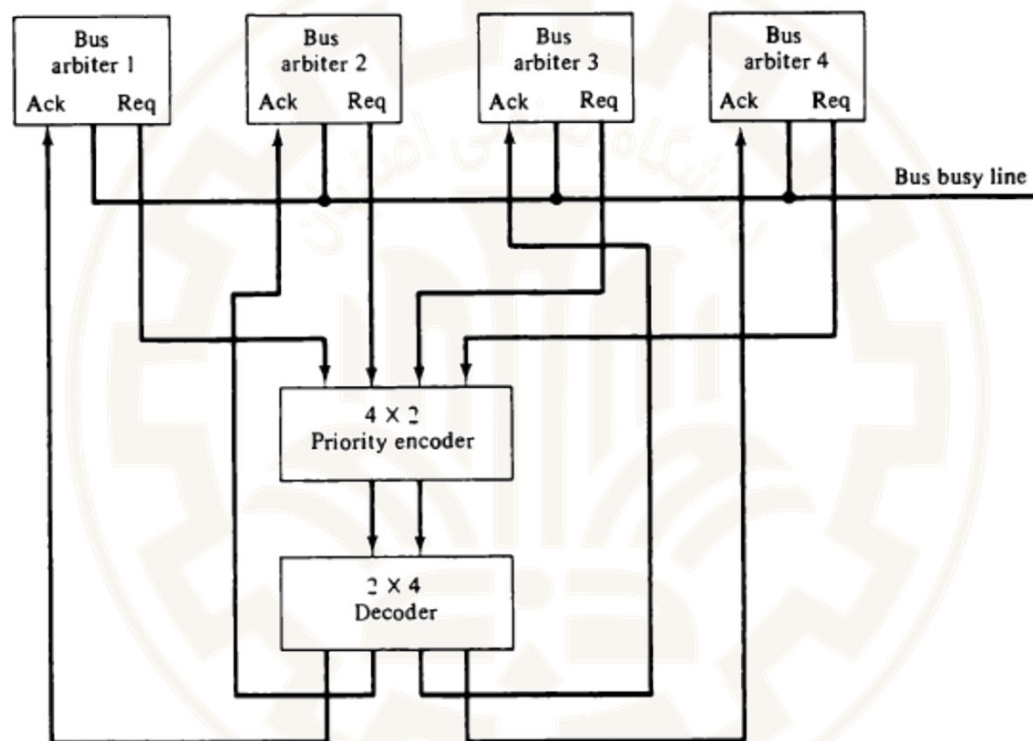 Bus
arbiter 1
Ack Req
Bus
arbiter 2
Ack Req
Bus
arbiter 3
Ack Req
Bus
arbiter 4
Ack Req
Bus busy line
4 X 2
Priority encoder
2 X 4
Decoder